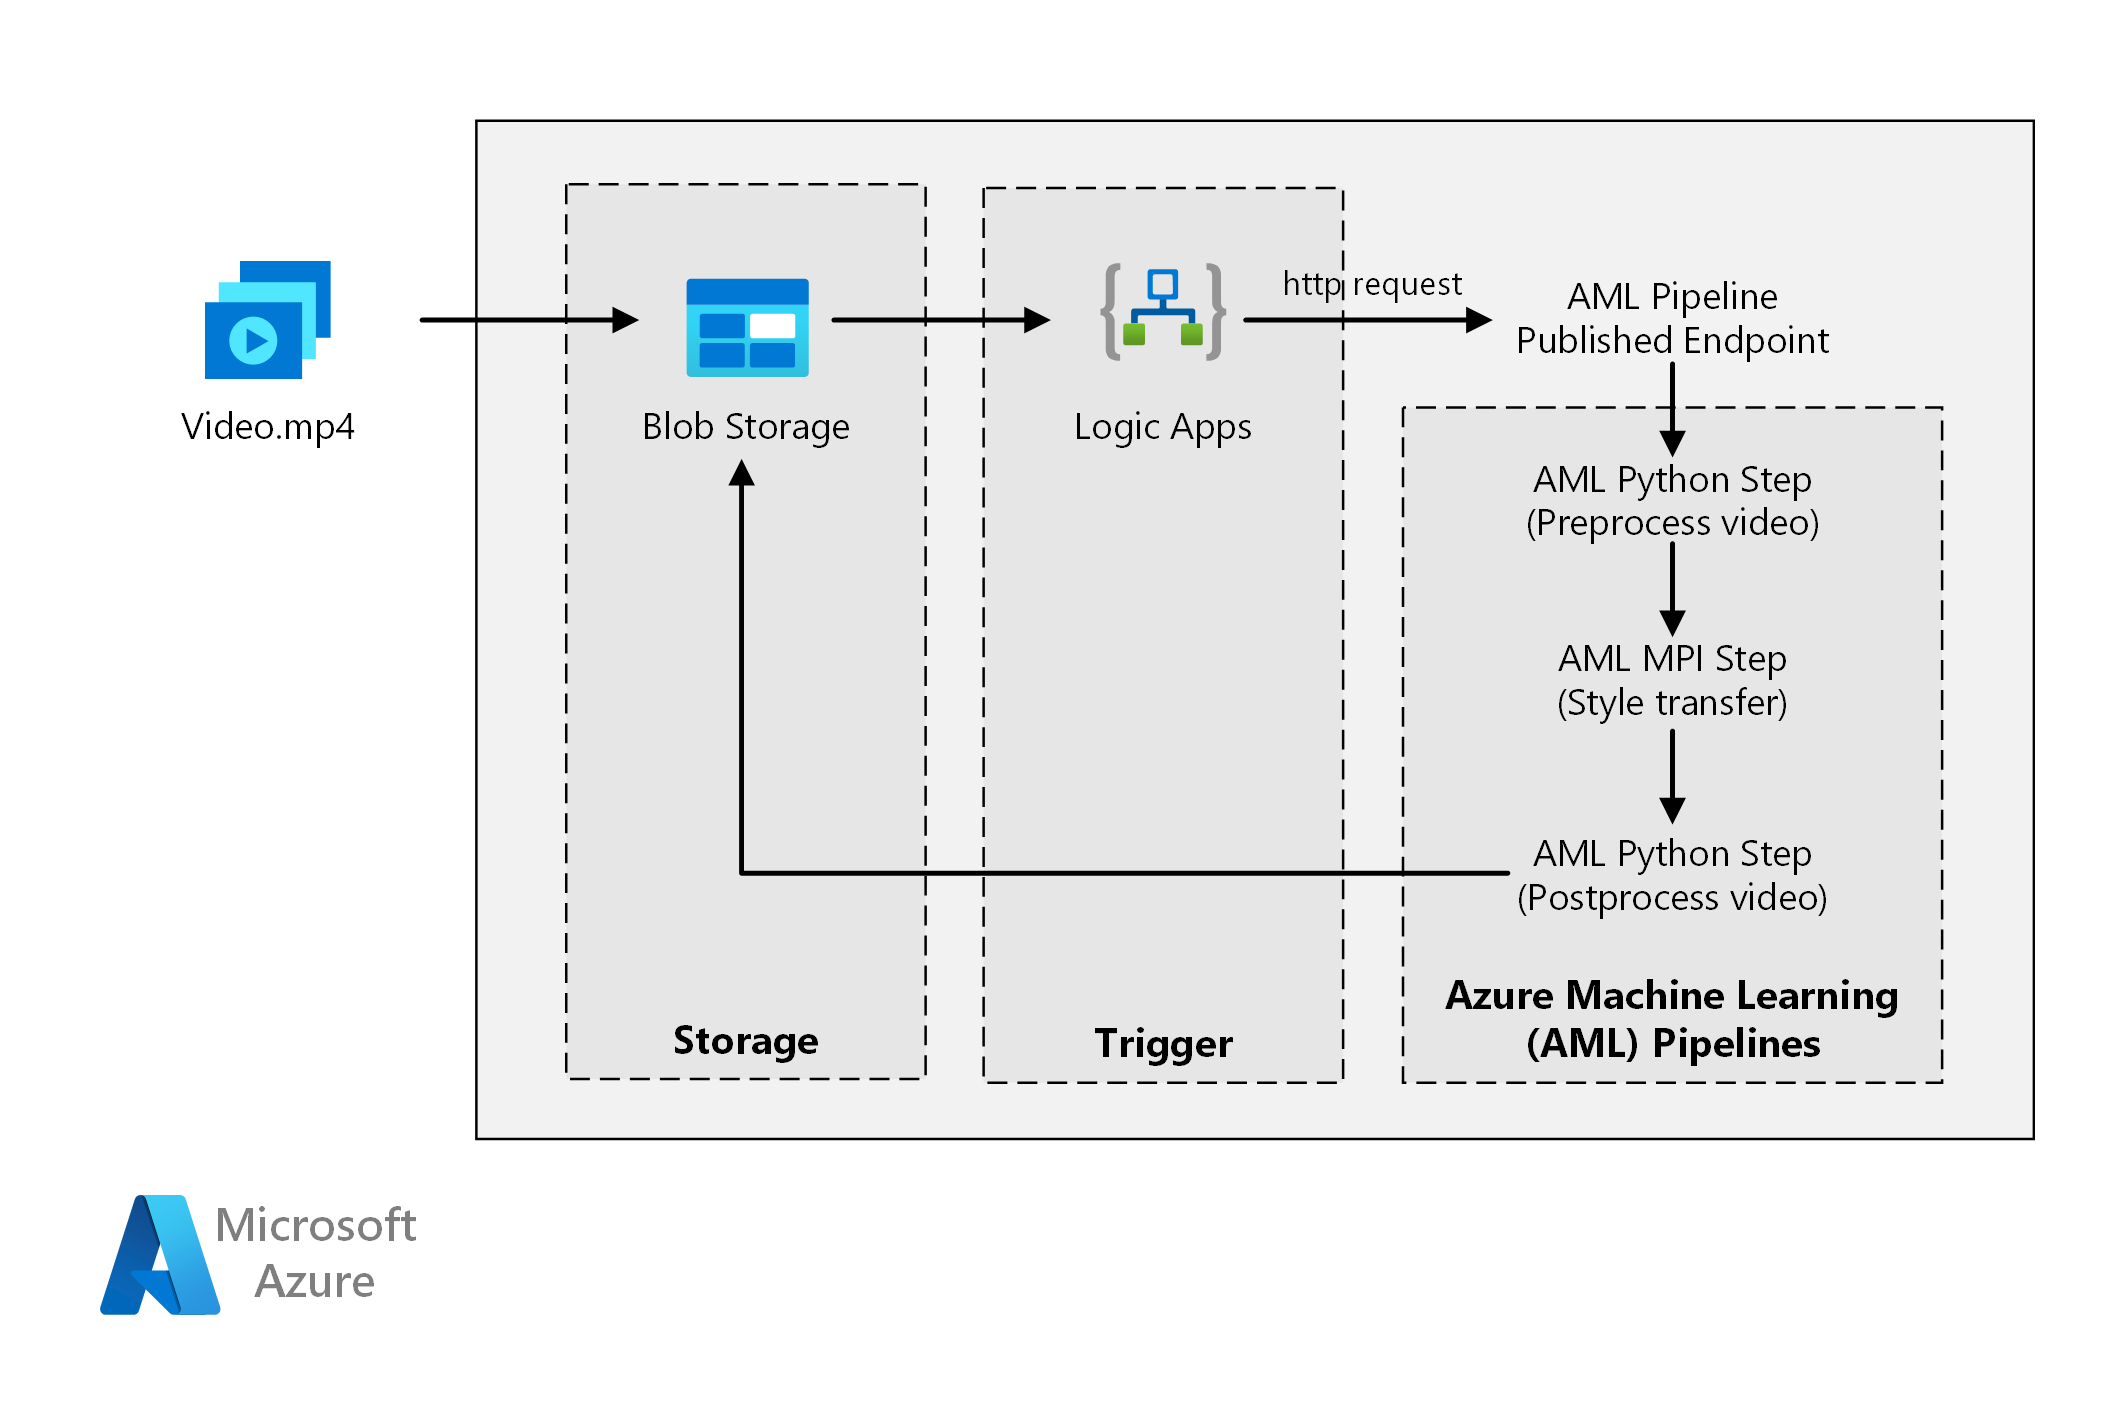 Video.mp4
Blob Storage
Storage
Logic Apps
Trigger
http request
AML Pipeline
Published Endpoint
AML Python Step
(Preprocess video)
AML MPI Step
(Style transfer)
AML Python Step
(Postprocess video)
Azure Machine Learning
(AML) Pipelines
Microsoft
Azure